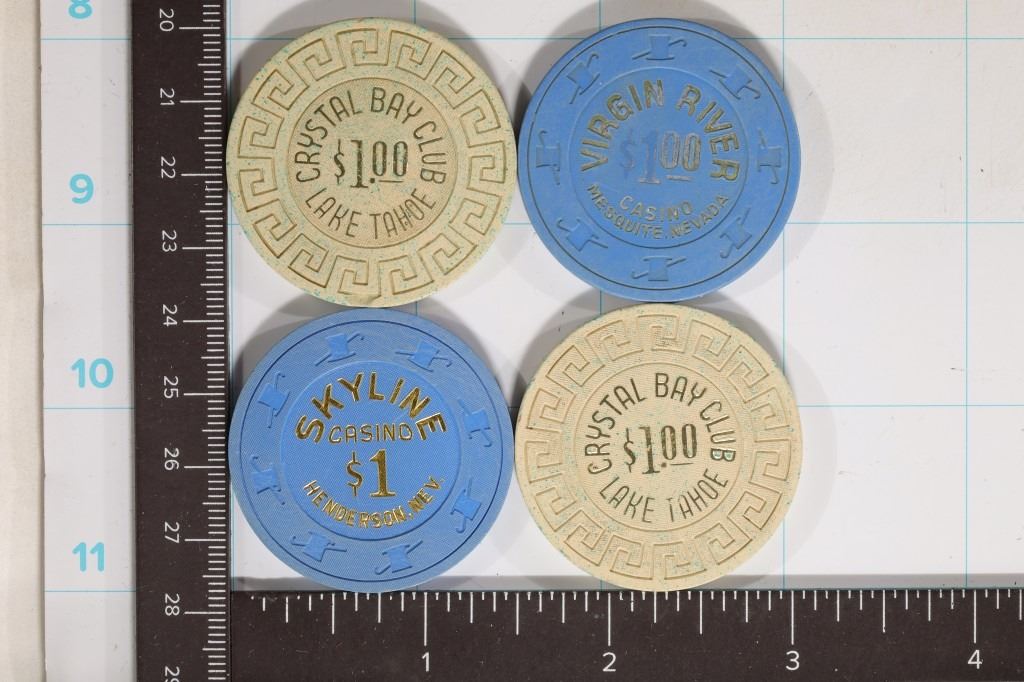 8
9
10
11
20
21
22
23
24
25
26
27
28
29
CRYSTAL BAY CLUB
$1.00
LAKE TAHOE
VIRGIN RIVER
$1.00
CASINO
MESQUITE, NEVADA
SKYLINE
CASINO
$1
HENDERSON, NEV.
CRYSTAL BAY CLUB
$1.00
LAKE TAHOE
1 2 3 4